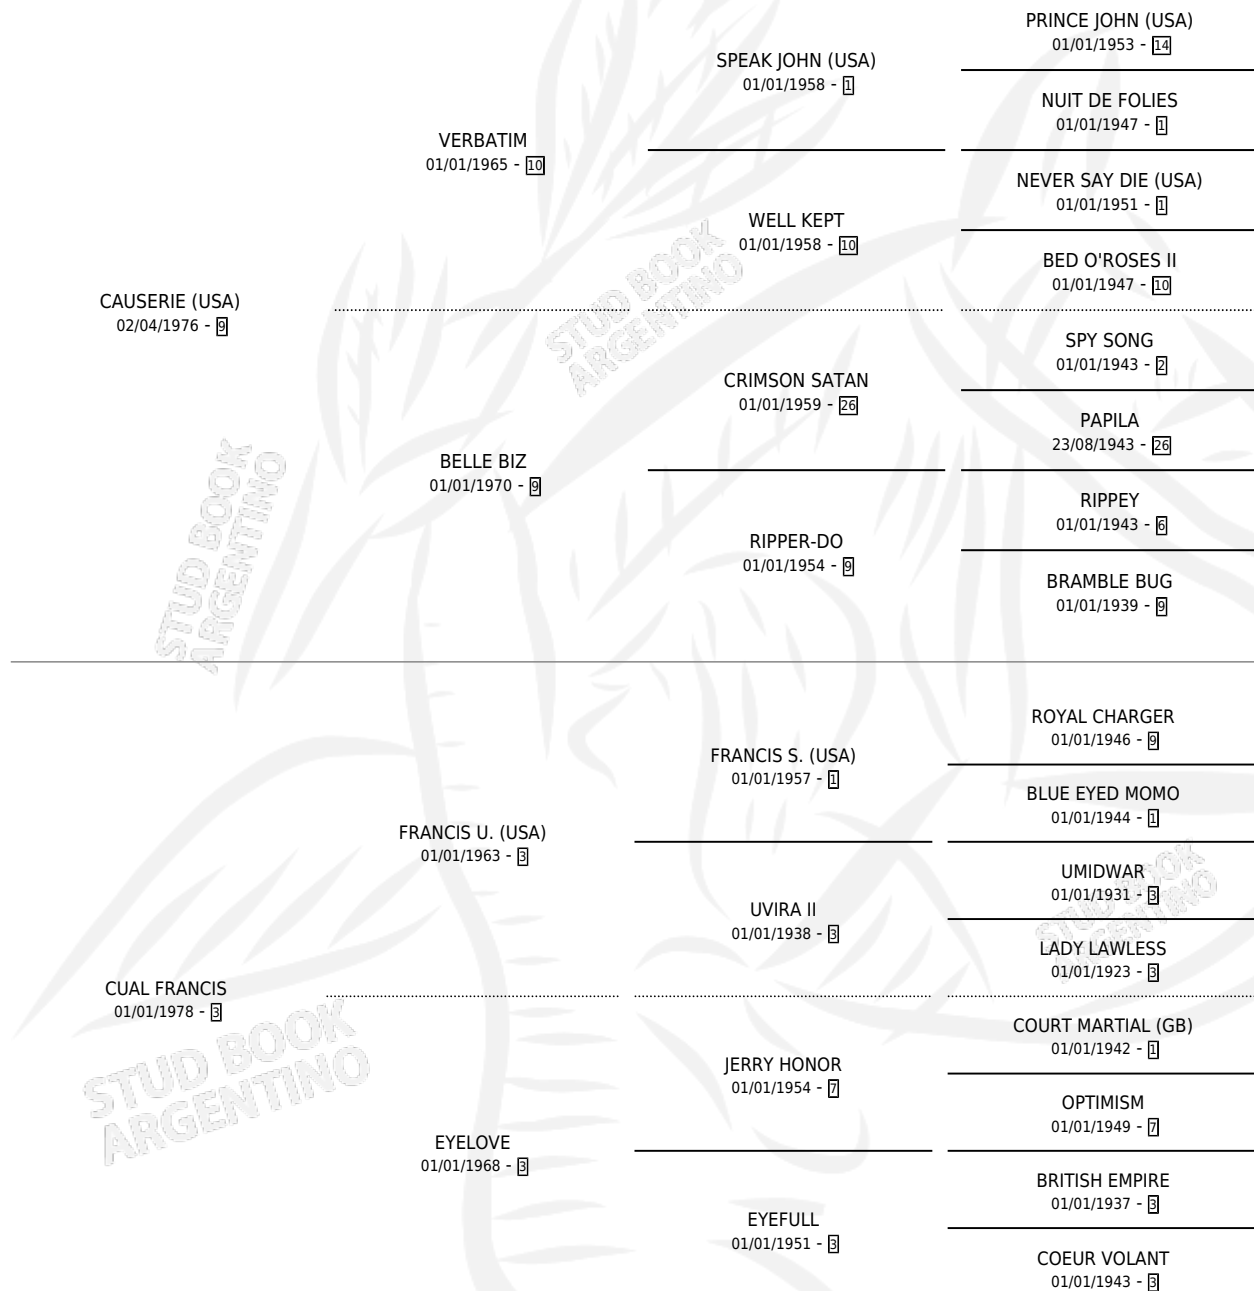 PRINCE JOHN (USA)
01/01/1953 - 14
SPEAK JOHN (USA)
01/01/1958 - 1
NUIT DE FOLIES
01/01/1947 - 1
VERBATIM
01/01/1965 - 10
NEVER SAY DIE (USA)
01/01/1951 - 1
WELL KEPT
01/01/1958 - 10
BED O'ROSES II
01/01/1947 - 10
CAUSERIE (USA)
02/04/1976 - 9
SPY SONG
01/01/1943 - 2
CRIMSON SATAN
01/01/1959 - 26
PAPILA
23/08/1943 - 26
BELLE BIZ
01/01/1970 - 9
RIPPEY
01/01/1943 - 6
RIPPER-DO
01/01/1954 - 9
BRAMBLE BUG
01/01/1939 - 9
ROYAL CHARGER
01/01/1946 - 9
FRANCIS S. (USA)
01/01/1957 - 1
BLUE EYED MOMO
01/01/1944 - 1
FRANCIS U. (USA)
01/01/1963 - 3
UMIDWAR
01/01/1931 - 3
UVIRA II
01/01/1938 - 3
LADY LAWLESS
01/01/1923 - 3
CUAL FRANCIS
01/01/1978 - 3
COURT MARTIAL (GB)
01/01/1942 - 1
JERRY HONOR
01/01/1954 - 7
OPTIMISM
01/01/1949 - 7
EYELOVE
01/01/1968 - 3
BRITISH EMPIRE
01/01/1937 - 3
EYEFULL
01/01/1951 - 3
COEUR VOLANT
01/01/1943 - 3
STUD BOOK
ARGENTINO
STUD BOOK
ARGENTINO
STUD BOOK
ARGENTINO
STUD BOOK
ARGENTINO